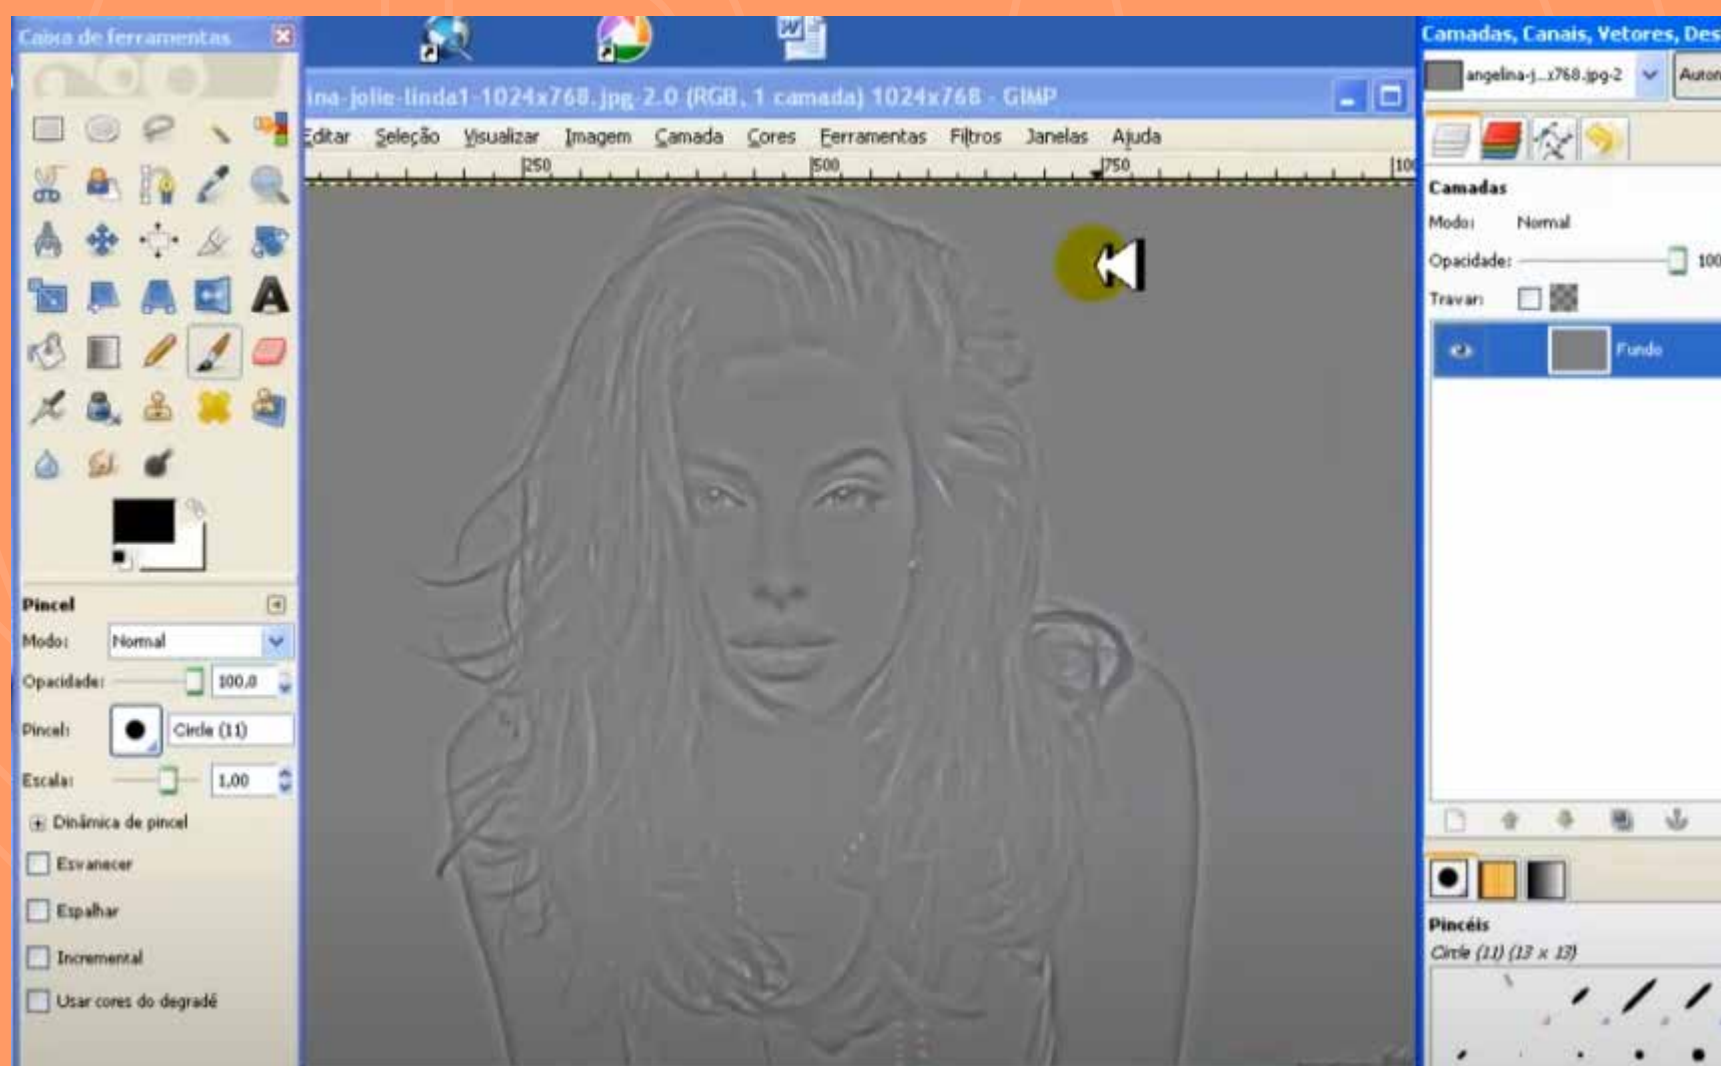 Caixa de ferramentas
ina-jolie-linda1-1024x768.jpg-2.0 (RGB, 1 camada) 1024x768 - GIMP
Editar Seleção Visualizar Imagem Camada Cores Ferramentas Filtros Janelas Ajuda
250 500 750 100
Pincel
Modo: Normal
Opacidade: 100,0
Pincel: Circle (11)
Escala: 1,00
Dinâmica de pincel
Esvanecer
Espalhar
Incremental
Usar cores do degradê
Camadas, Canais, Vetores, Des
angelina-j...x768.jpg-2 Auton
Camadas
Modo: Normal
Opacidade: 100
Travar:
Fundo
Pincéis
Circle (11) (13 x 13)